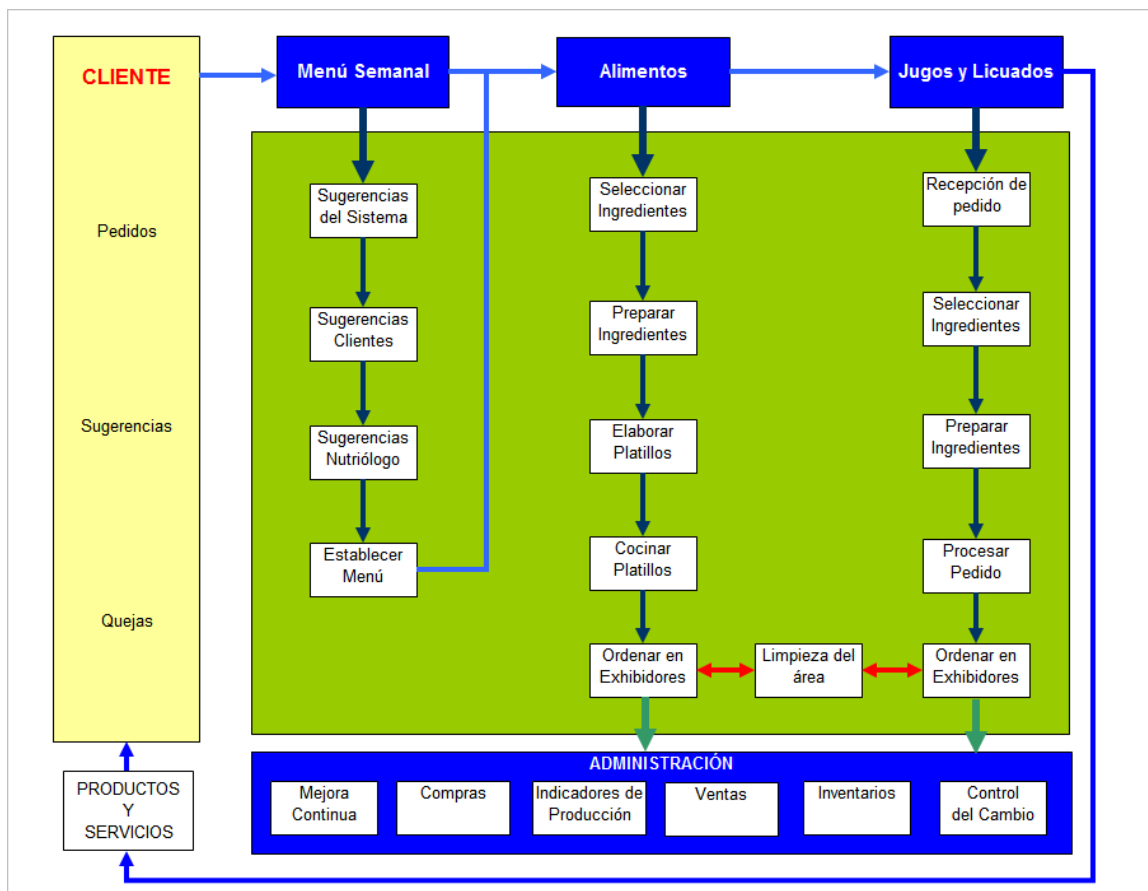 CLIENTE
Pedidos
Sugerencias
Quejas
PRODUCTOS
Y
SERVICIOS
Menú Semanal
Sugerencias
del Sistema
Sugerencias
Clientes
Sugerencias
Nutriólogo
Establecer
Menú
Alimentos
Seleccionar
Ingredientes
Preparar
Ingredientes
Elaborar
Platillos
Cocinar
Platillos
Ordenar en
Exhibidores
Limpieza del
área
Jugos y Licuados
Recepción de
pedido
Seleccionar
Ingredientes
Preparar
Ingredientes
Procesar
Pedido
Ordenar en
Exhibidores
ADMINISTRACIÓN
Mejora
Continua
Compras
Indicadores de
Producción
Ventas
Inventarios
Control
del Cambio